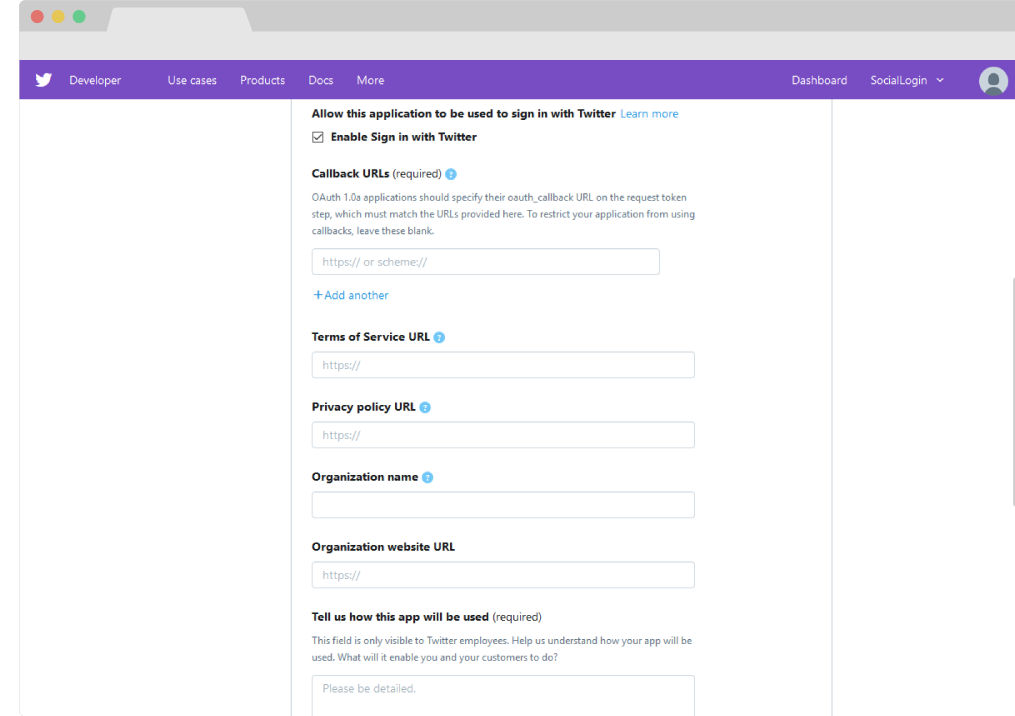 Developer Use cases Products Docs More Dashboard SocialLogin
Allow this application to be used to sign in with Twitter Learn more
Enable Sign in with Twitter
Callback URLs (required) ?
OAuth 1.0a applications should specify their oauth_callback URL on the request token
step, which must match the URLs provided here. To restrict your application from using
callbacks, leave these blank.
https:// or scheme://
+Add another
Terms of Service URL ?
https://
Privacy policy URL ?
https://
Organization name ?
Organization website URL
https://
Tell us how this app will be used (required)
This field is only visible to Twitter employees. Help us understand how your app will be
used. What will it enable you and your customers to do?
Please be detailed.